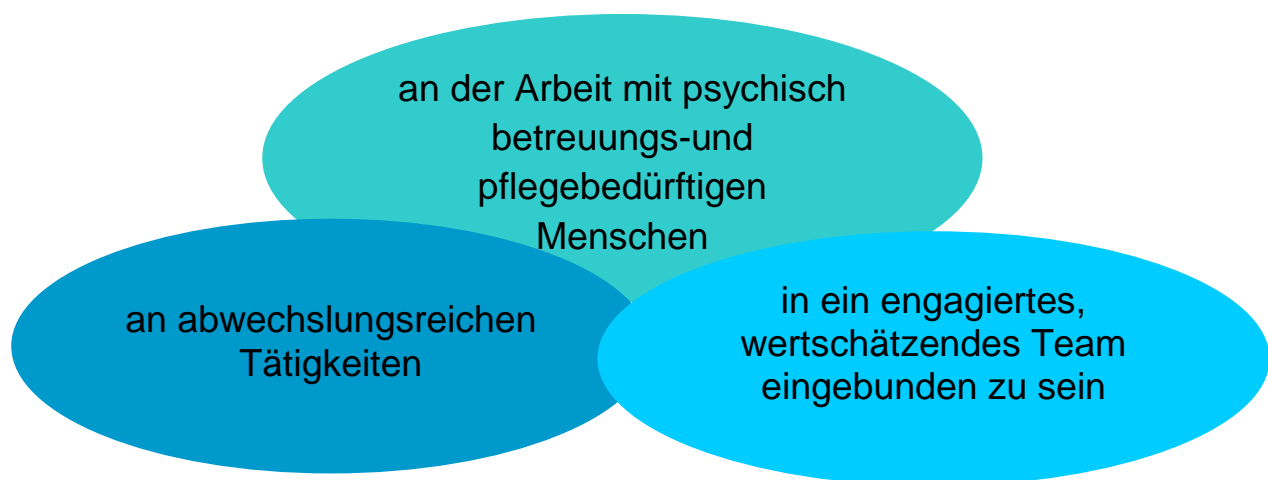 an der Arbeit mit psychisch
betreuungs-und
pflegebedürftigen
Menschen
an abwechslungsreichen
Tätigkeiten
in ein engagiertes,
wertschätzendes Team
eingebunden zu sein